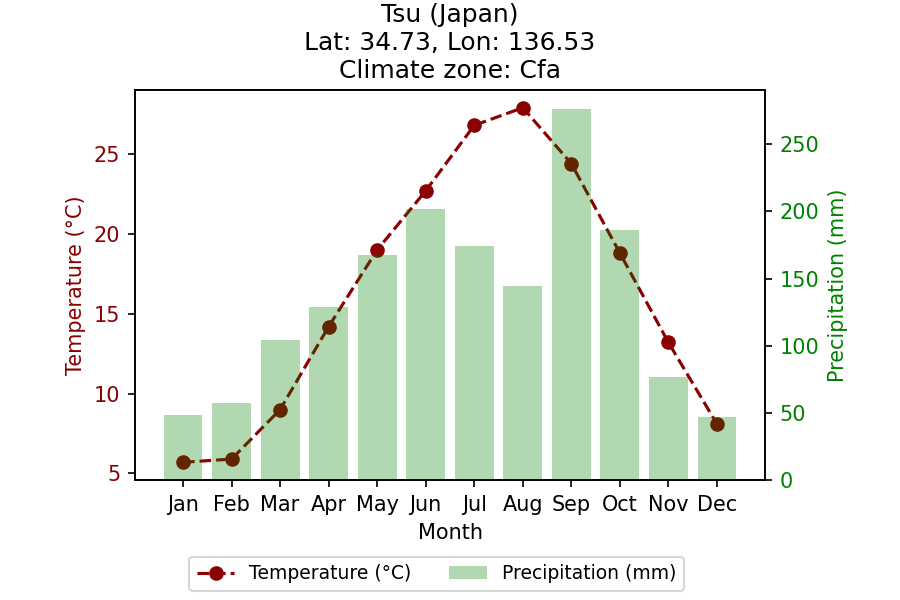 Tsu (Japan)
Lat: 34.73, Lon: 136.53
Climate zone: Cfa
Temperature (°C)
25
20
15
10
5
Precipitation (mm)
250
200
150
100
50
0
Jan Feb Mar Apr May Jun Jul Aug Sep Oct Nov Dec
Month
Temperature (°C) Precipitation (mm)